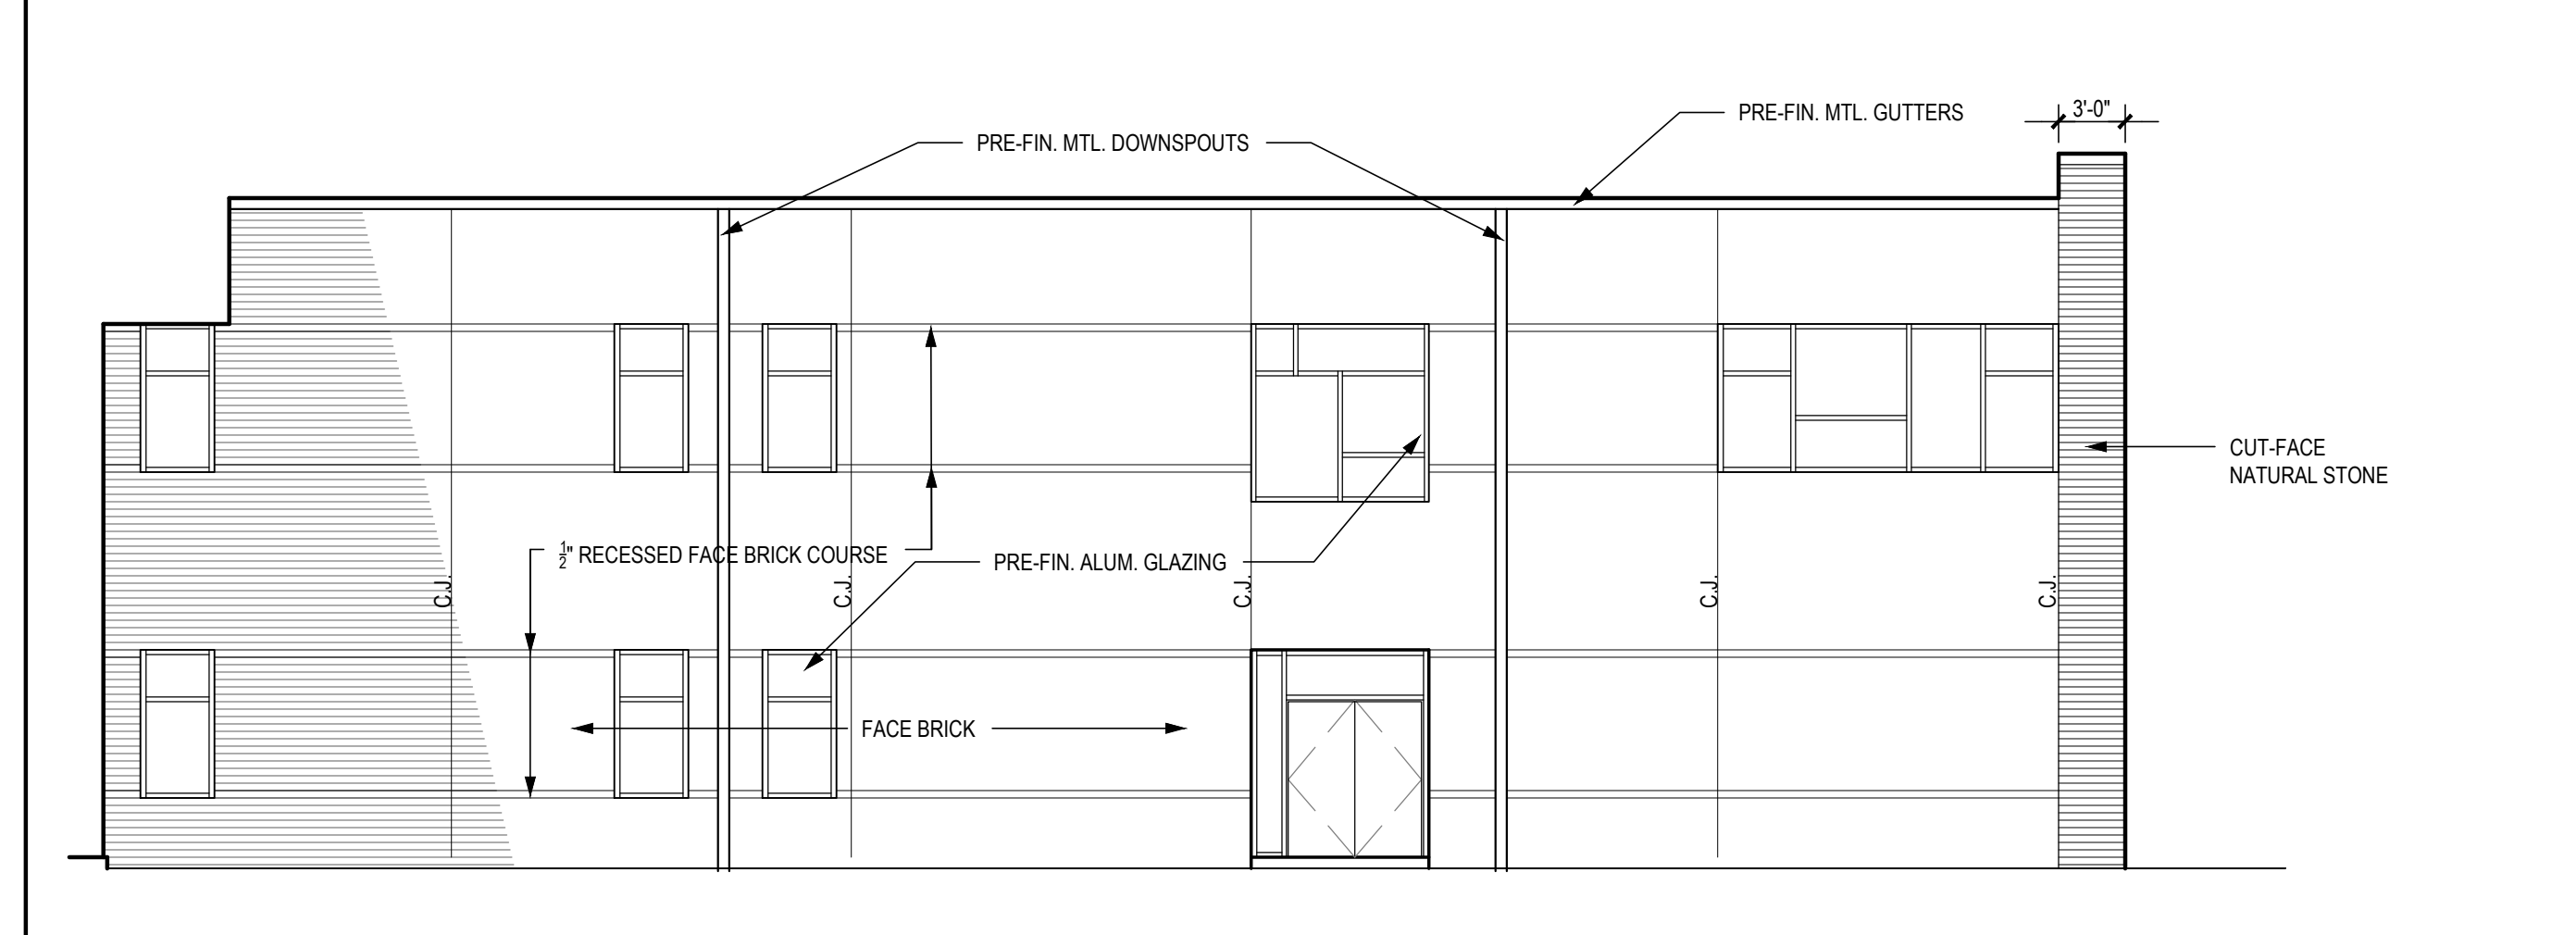 PRE-FIN. MTL. GUTTERS
3'-0"
PRE-FIN. MTL. DOWNSPOUTS
CUT-FACE
NATURAL STONE
½" RECESSED FACE BRICK COURSE
PRE-FIN. ALUM. GLAZING
C.J.
C.J.
C.J.
C.J.
C.J.
FACE BRICK